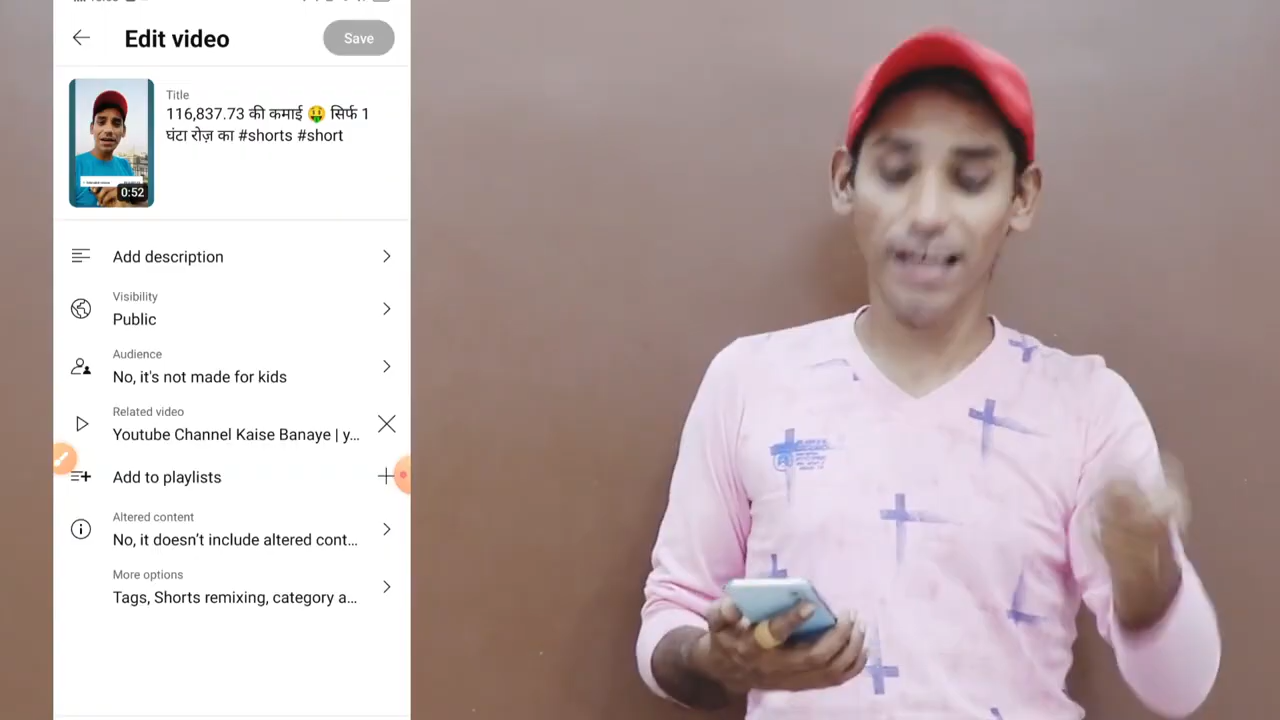 Edit video
Save
Title
116,837.73 की कमाई 🤑 सिर्फ 1
घंटा रोज़ का #shorts #short
0:52
Add description
Visibility
Public
Audience
No, it's not made for kids
Related video
Youtube Channel Kaise Banaye | y...
Add to playlists
Altered content
No, it doesn't include altered cont...
More options
Tags, Shorts remixing, category a...